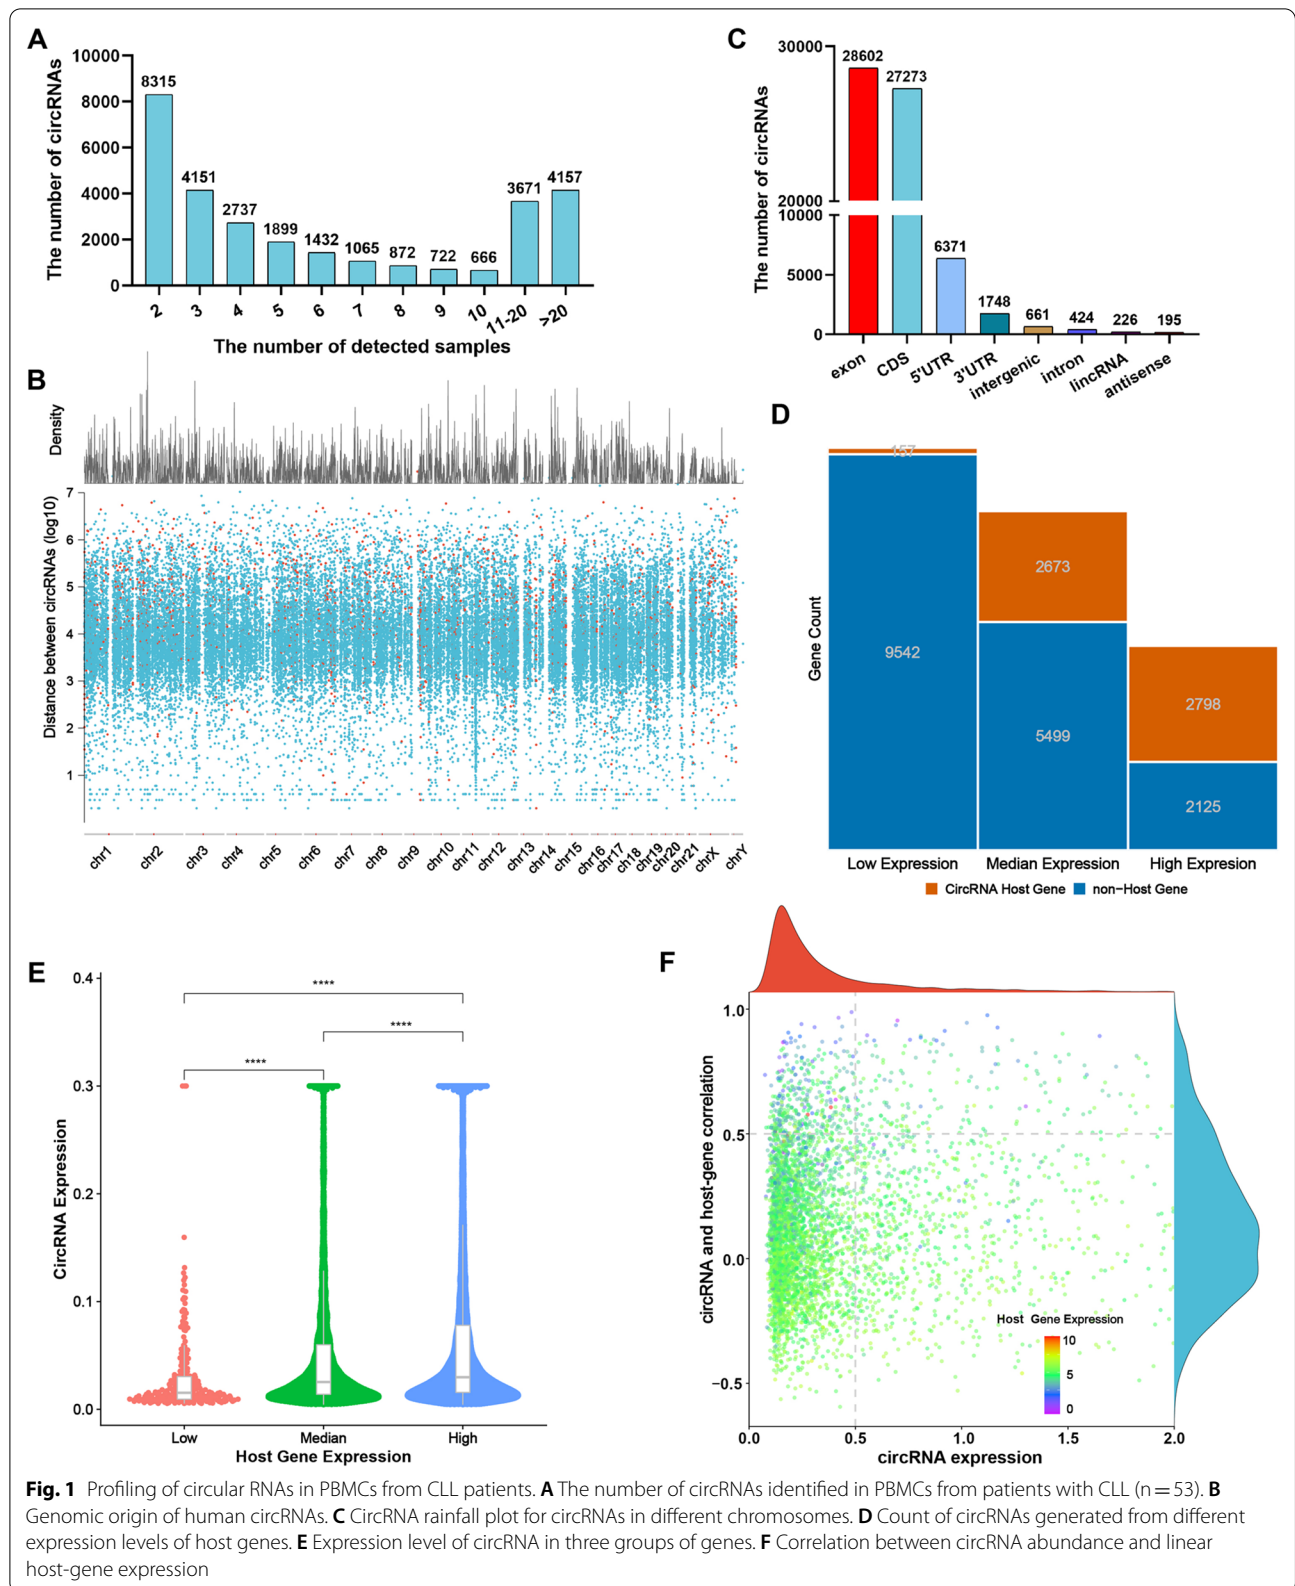 A
The number of circRNAs
10000
8000
6000
4000
2000
0
8315
4151
2737
1899
1432
1065
872
722
666
3671
4157
2
3
4
5
6
7
8
9
10
11-20
>20
The number of detected samples
C
The number of circRNAs
30000
20000
10000
5000
0
28602
27273
6371
1748
661
424
226
195
exon
CDS
5'UTR
3'UTR
intergenic
intron
lincRNA
antisense
B
Density
Distance between circRNAs (log10)
7
6
5
4
3
2
1
chr1
chr2
chr3
chr4
chr5
chr6
chr7
chr8
chr9
chr10
chr11
chr12
chr13
chr14
chr15
chr16
chr17
chr18
chr19
chr20
chr21
chrX
chrY
D
Gene Count
157
9542
2673
5499
2798
2125
Low Expression
Median Expression
High Expresion
CircRNA Host Gene
non-Host Gene
E
CircRNA Expression
0.4
0.3
0.2
0.1
0.0
****
****
****
Low
Median
High
Host Gene Expression
F
circRNA and host-gene correlation
1.0
0.5
0.0
-0.5
Host Gene Expression
10
5
0
0.0
0.5
1.0
1.5
2.0
circRNA expression
Fig. 1 Profiling of circular RNAs in PBMCs from CLL patients. A The number of circRNAs identified in PBMCs from patients with CLL (n = 53). B
Genomic origin of human circRNAs. C CircRNA rainfall plot for circRNAs in different chromosomes. D Count of circRNAs generated from different
expression levels of host genes. E Expression level of circRNA in three groups of genes. F Correlation between circRNA abundance and linear
host-gene expression